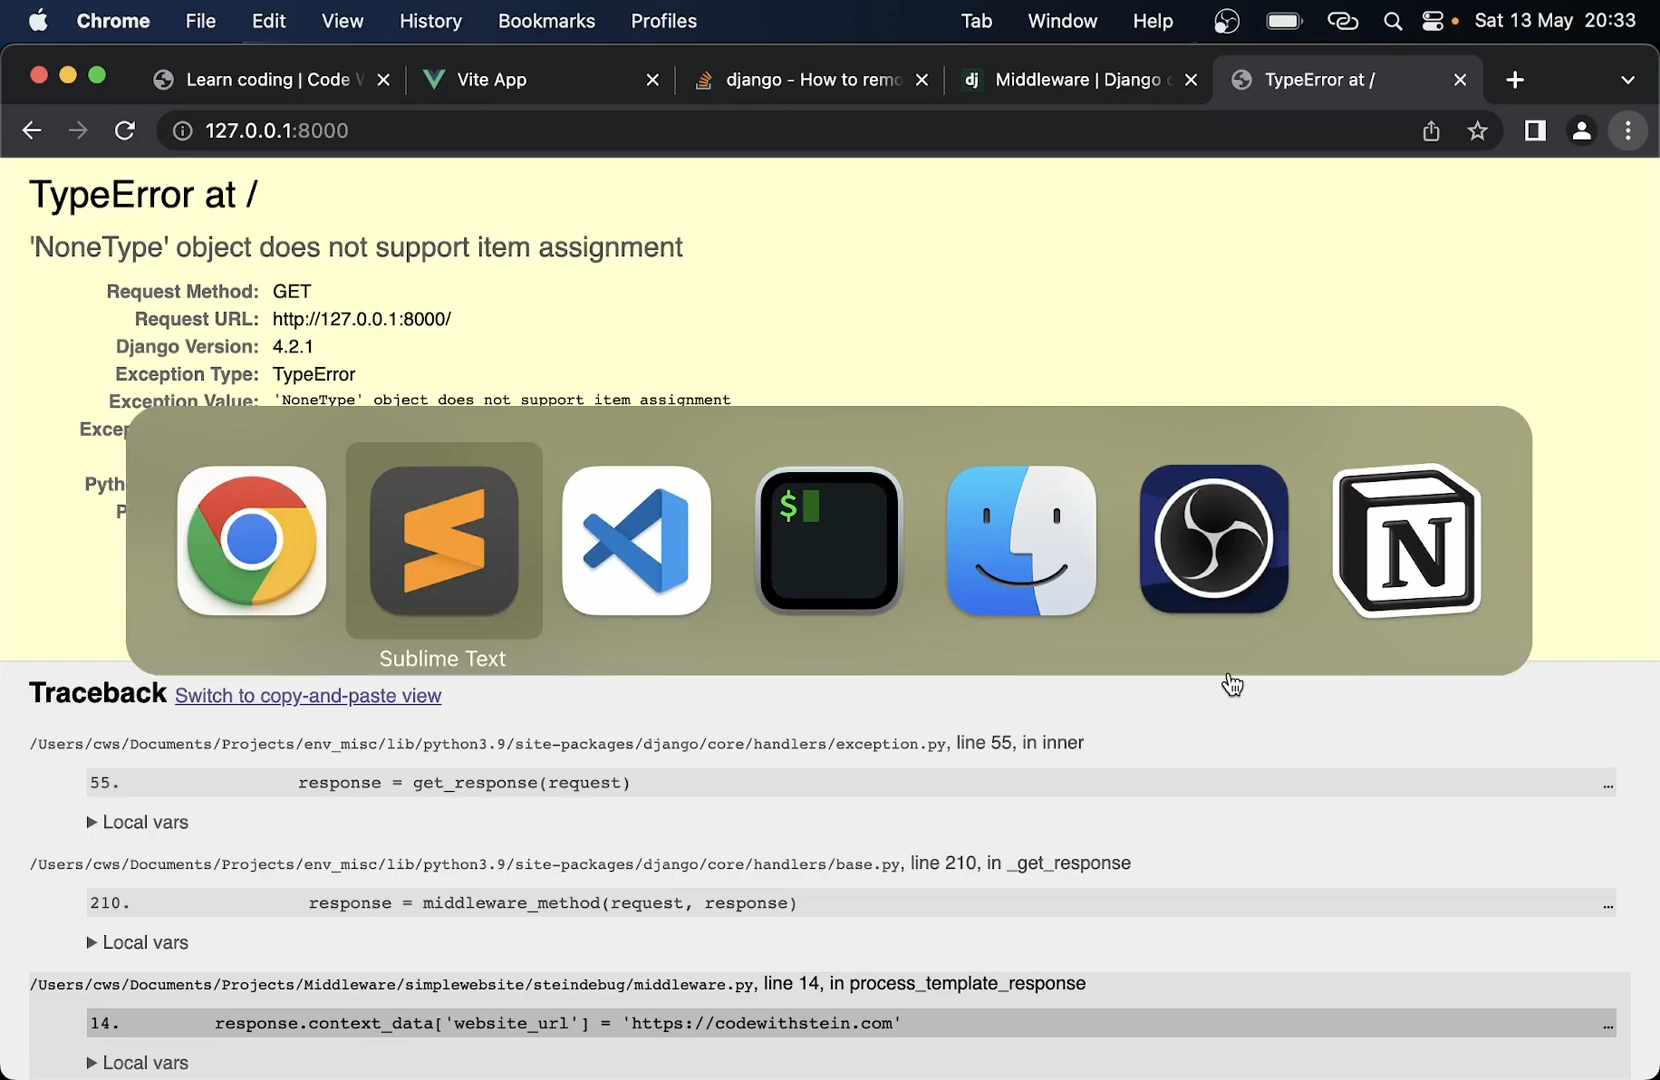 Chrome File Edit View History Bookmarks Profiles Tab Window Help Sat 13 May 20:33
Learn coding | Code Vite App django - How to remo Middleware | Django TypeError at /
127.0.0.1:8000
TypeError at /
'NoneType' object does not support item assignment
Request Method: GET
Request URL: http://127.0.0.1:8000/
Django Version: 4.2.1
Exception Type: TypeError
Exception Value: 'NoneType' object does not support item assignment
Excep
Pytho
P
$
N
Sublime Text
Traceback Switch to copy-and-paste view
/Users/cws/Documents/Projects/env_misc/lib/python3.9/site-packages/django/core/handlers/exception.py, line 55, in inner
55. response = get_response(request) …
▶ Local vars
/Users/cws/Documents/Projects/env_misc/lib/python3.9/site-packages/django/core/handlers/base.py, line 210, in _get_response
210. response = middleware_method(request, response) …
▶ Local vars
/Users/cws/Documents/Projects/Middleware/simplewebsite/steindebug/middleware.py, line 14, in process_template_response
14. response.context_data['website_url'] = 'https://codewithstein.com' …
▶ Local vars